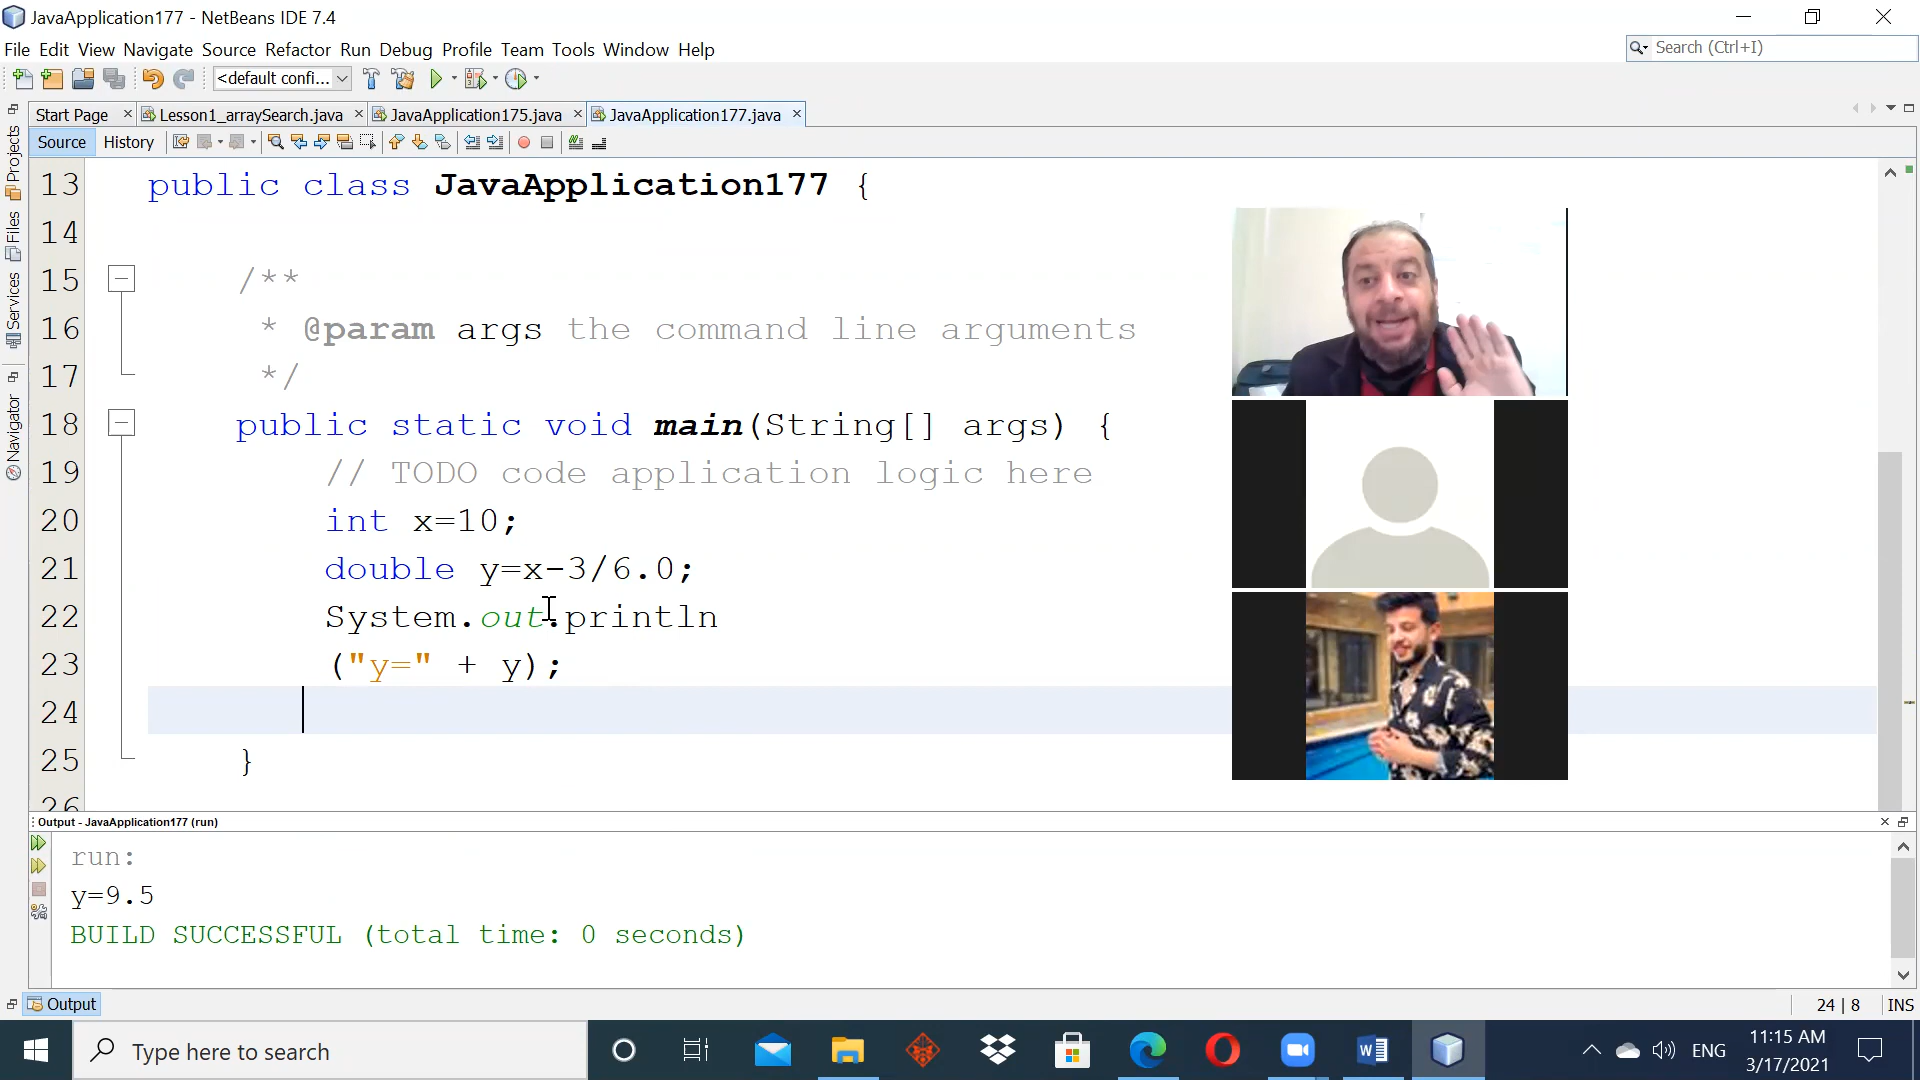 JavaApplication177 - NetBeans IDE 7.4
File Edit View Navigate Source Refactor Run Debug Profile Team Tools Window Help
Search (Ctrl+I)
<default confi...
Start Page Lesson1_arraySearch.java JavaApplication175.java JavaApplication177.java
Source History
Projects
Files
Services
Navigator
13 public class JavaApplication177 {
14
15 /**
16 * @param args the command line arguments
17 */
18 public static void main(String[] args) {
19 // TODO code application logic here
20 int x=10;
21 double y=x-3/6.0;
22 System.out.println
23 ("y=" + y);
24
25 }
26
Output - JavaApplication177 (run)
run:
y=9.5
BUILD SUCCESSFUL (total time: 0 seconds)
Output
24 | 8 INS
Type here to search
ENG
11:15 AM
3/17/2021